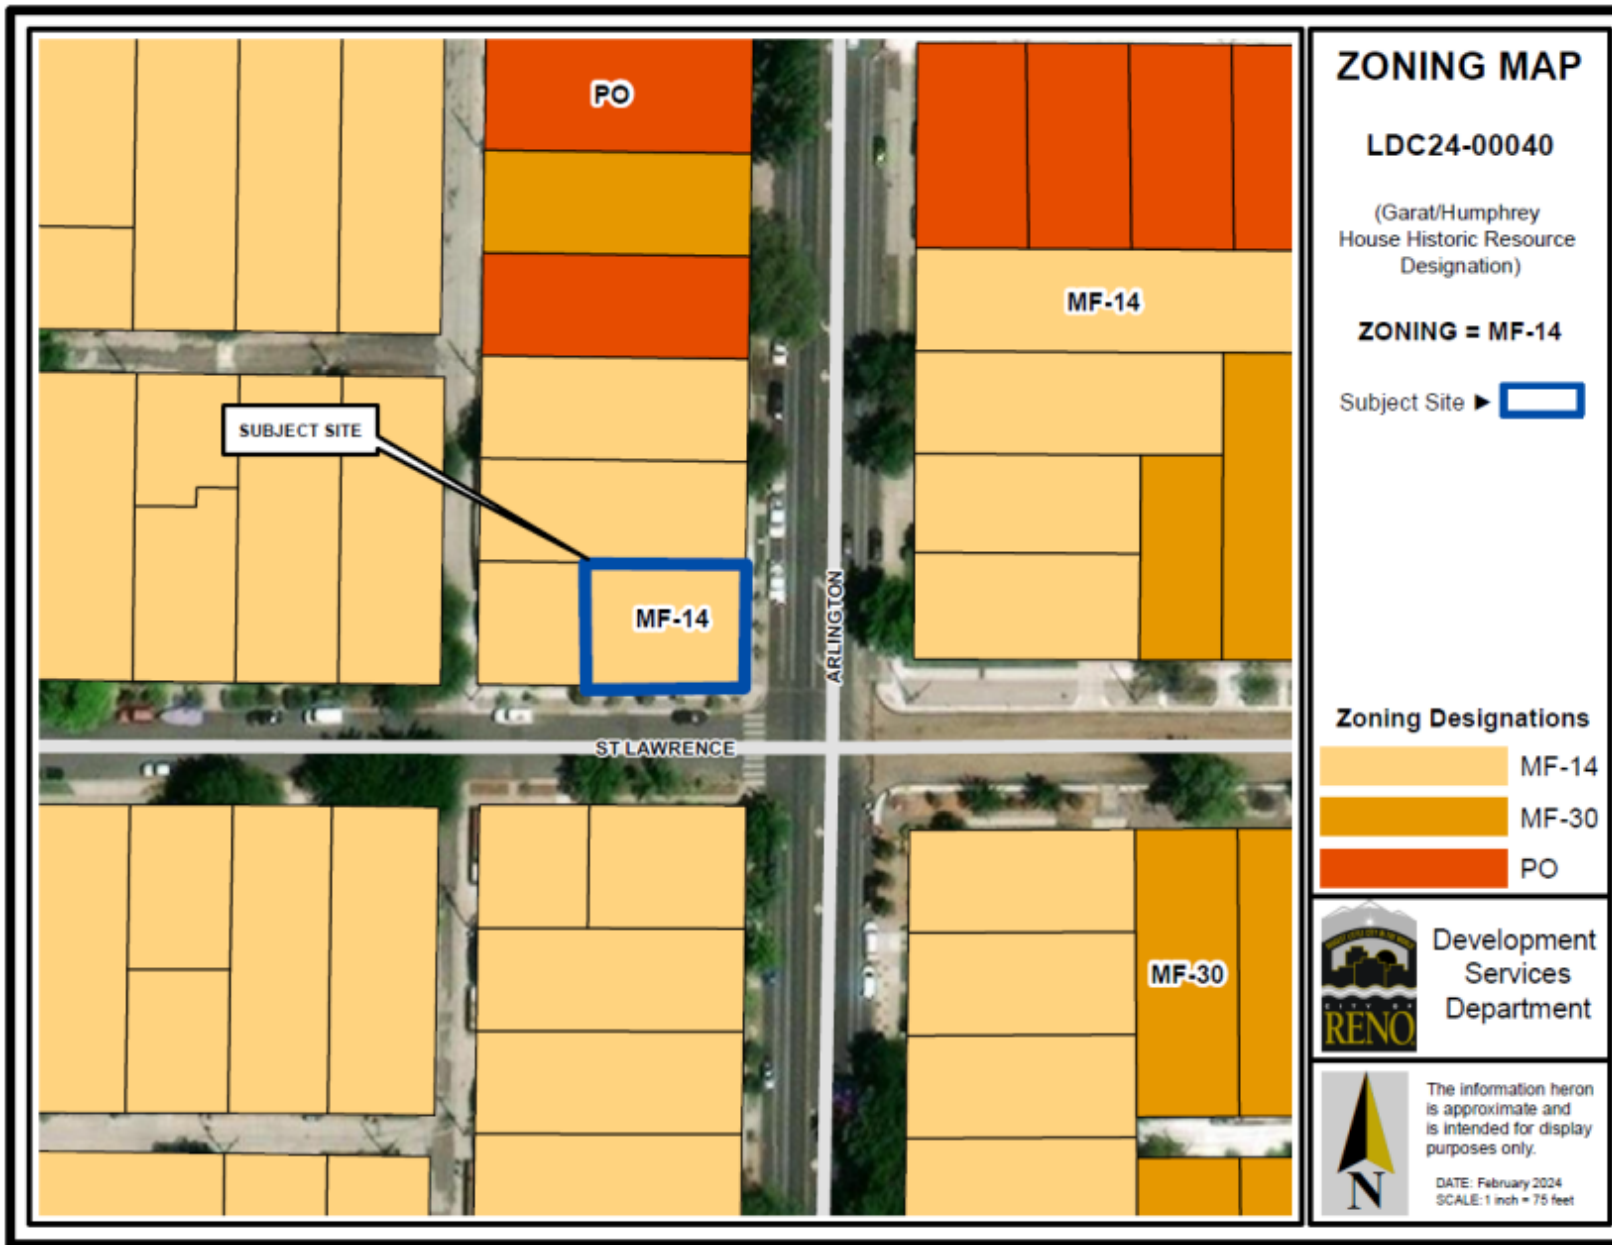 PO
MF-14
SUBJECT SITE
MF-14
ARLINGTON
ST LAWRENCE
MF-30
ZONING MAP
LDC24-00040
(Garat/Humphrey
House Historic Resource
Designation)
ZONING = MF-14
Subject Site ►
Zoning Designations
MF-14
MF-30
PO
CITY OF
RENO
Development
Services
Department
N
The information heron
is approximate and
is intended for display
purposes only.
DATE: February 2024
SCALE: 1 inch = 75 feet